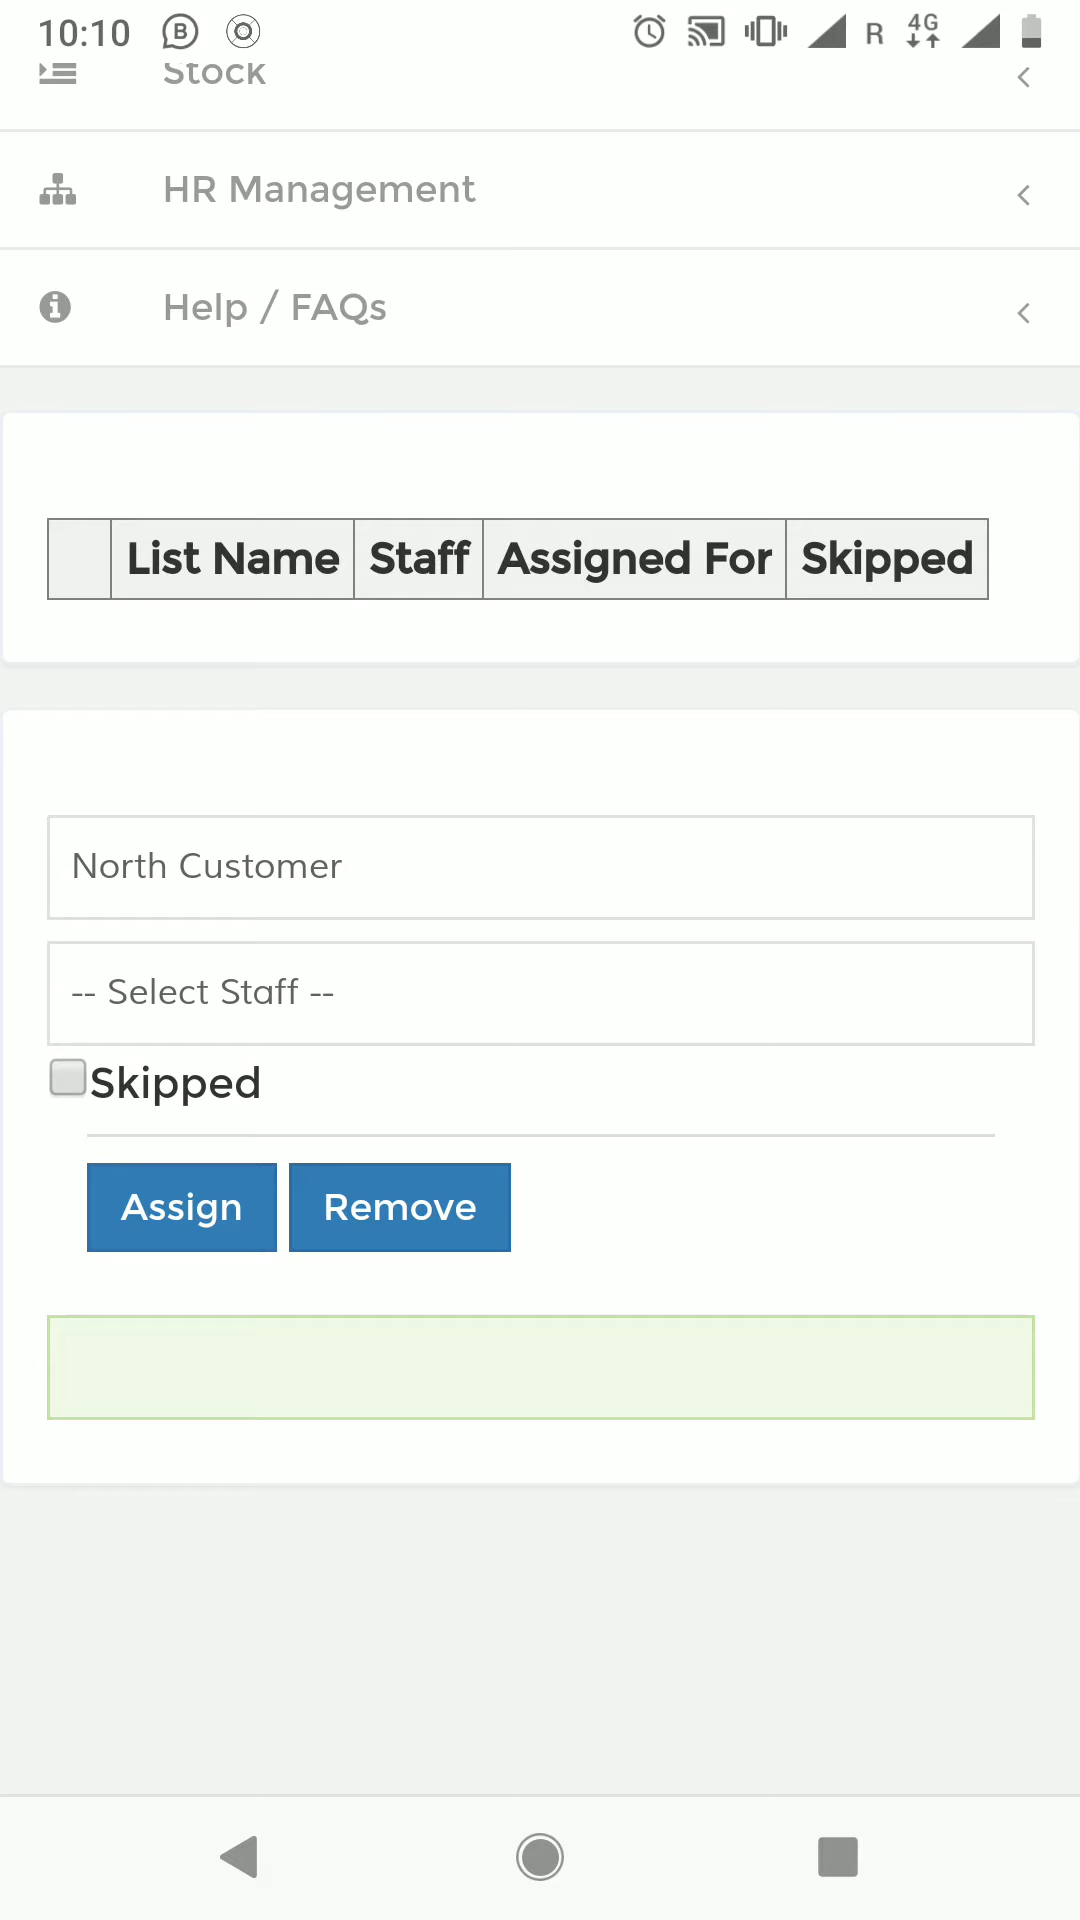 10:10 B R 4G
Stock
HR Management
Help / FAQs
List Name Staff Assigned For Skipped
North Customer
-- Select Staff --
Skipped
Assign Remove